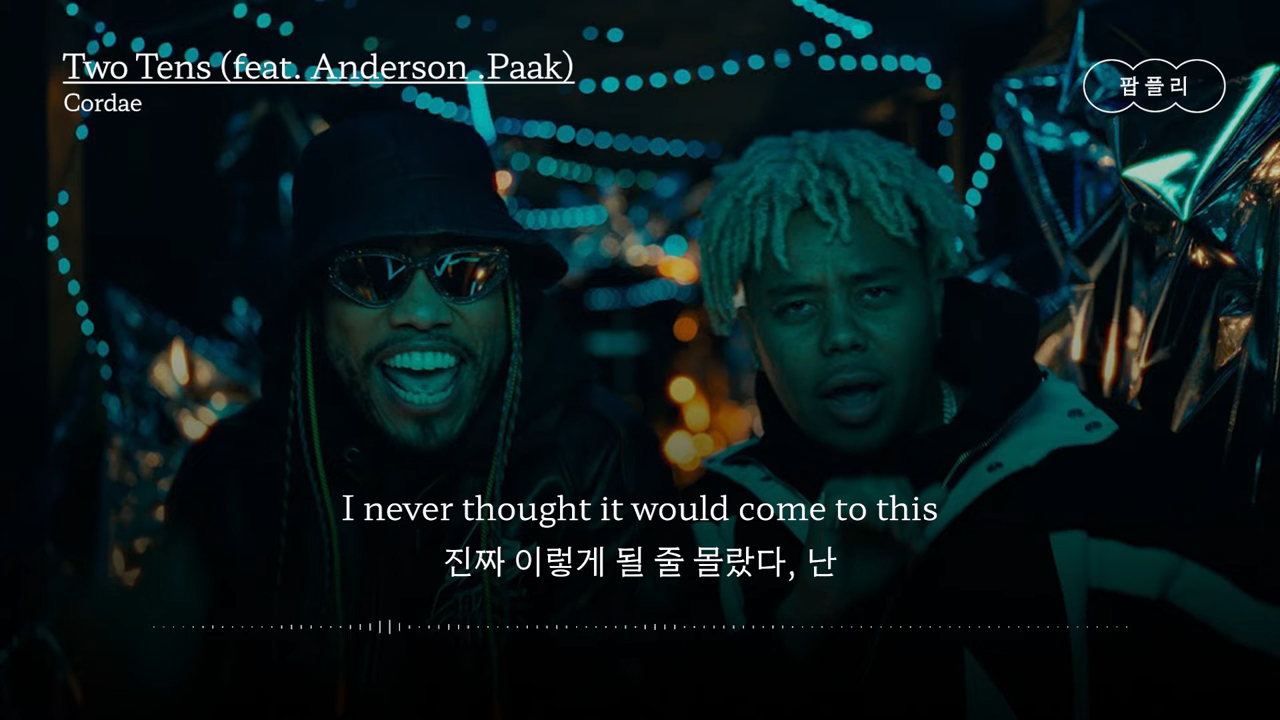 Two Tens (feat. Anderson .Paak)
Cordae
팝플리
I never thought it would come to this
진짜 이렇게 될 줄 몰랐다, 난